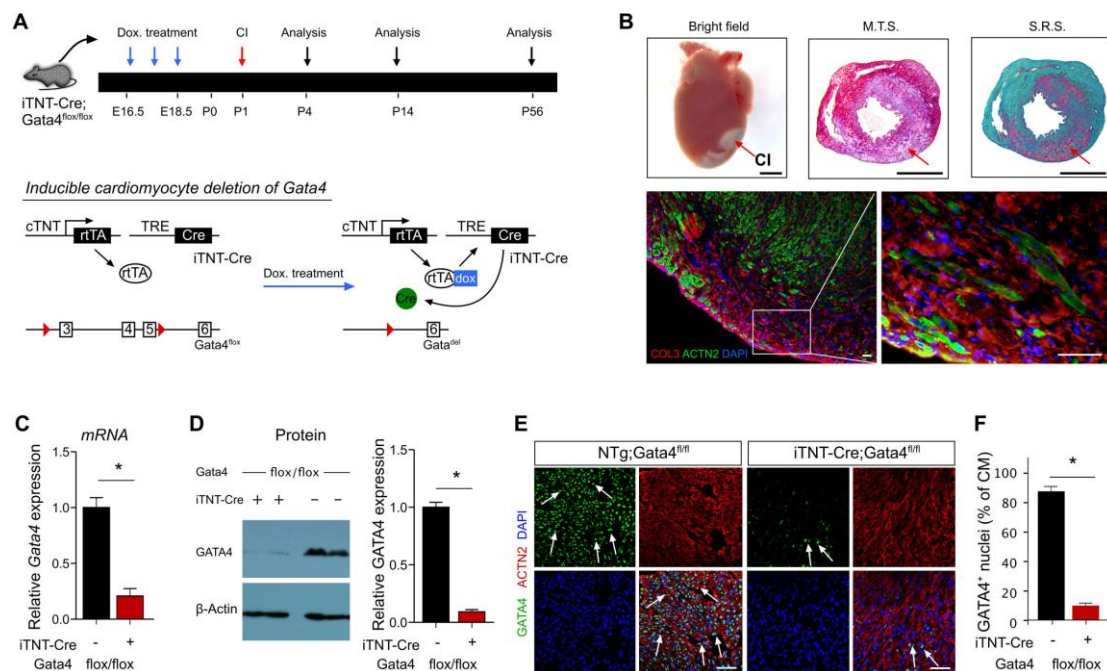 A
Dox. treatment CI Analysis Analysis Analysis
iTNT-Cre;
Gata4flox/flox
E16.5 E18.5 P0 P1 P4 P14 P56
Inducible cardiomyocyte deletion of Gata4
cTNT TRE
rtTA Cre
iTNT-Cre
rtTA
Dox. treatment
cTNT TRE
rtTA Cre
iTNT-Cre
rtTA dox
Cre
3 4 5 6
Gata4flox
6
Gatadel
B
Bright field M.T.S. S.R.S.
CI
COL3 ACTN2 DAPI
C
mRNA
Relative Gata4 expression
1.5
1.0
0.5
0.0
*
iTNT-Cre - +
Gata4 flox/flox
D
Protein
Gata4 flox/flox
iTNT-Cre + + – –
GATA4
β-Actin
Relative GATA4 expression
1.5
1.0
0.5
0.0
*
iTNT-Cre - +
Gata4 flox/flox
E
NTg;Gata4fl/fl iTNT-Cre;Gata4fl/fl
GATA4 ACTN2 DAPI
F
GATA4+ nuclei (% of CM)
100
80
60
40
20
0
*
iTNT-Cre - +
Gata4 flox/flox